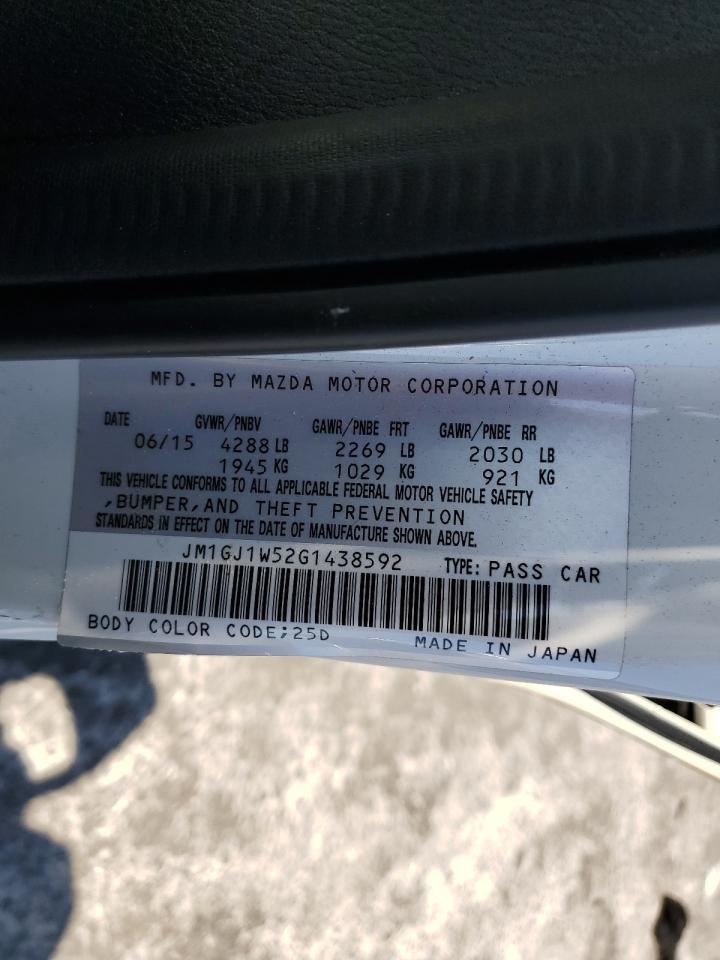 MFD. BY MAZDA MOTOR CORPORATION
DATE GVWR/PNBV GAWR/PNBE FRT GAWR/PNBE RR
06/15 4288 LB 2269 LB 2030 LB
1945 KG 1029 KG 921 KG
THIS VEHICLE CONFORMS TO ALL APPLICABLE FEDERAL MOTOR VEHICLE SAFETY
,BUMPER,AND THEFT PREVENTION
STANDARDS IN EFFECT ON THE DATE OF MANUFACTURE SHOWN ABOVE.
JM1GJ1W52G1438592 TYPE: PASS CAR
BODY COLOR CODE;25D MADE IN JAPAN